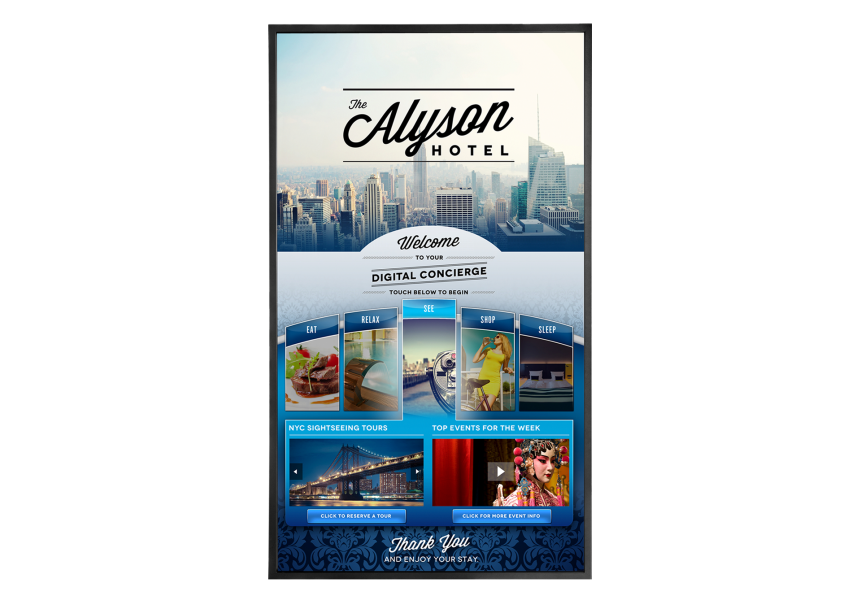 The
Alyson
HOTEL
Welcome
TO YOUR
DIGITAL CONCIERGE
TOUCH BELOW TO BEGIN
EAT
RELAX
SEE
SHOP
SLEEP
NYC SIGHTSEEING TOURS
TOP EVENTS FOR THE WEEK
CLICK TO RESERVE A TOUR
CLICK FOR MORE EVENT INFO
Thank You
AND ENJOY YOUR STAY.